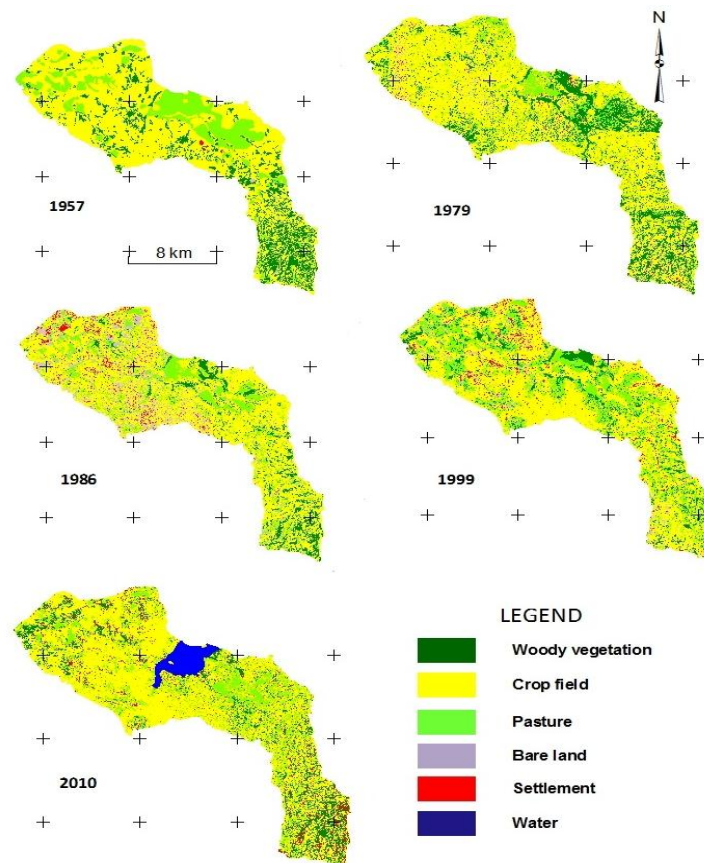 N
1957
8 km
1979
1986
1999
2010
LEGEND
Woody vegetation
Crop field
Pasture
Bare land
Settlement
Water